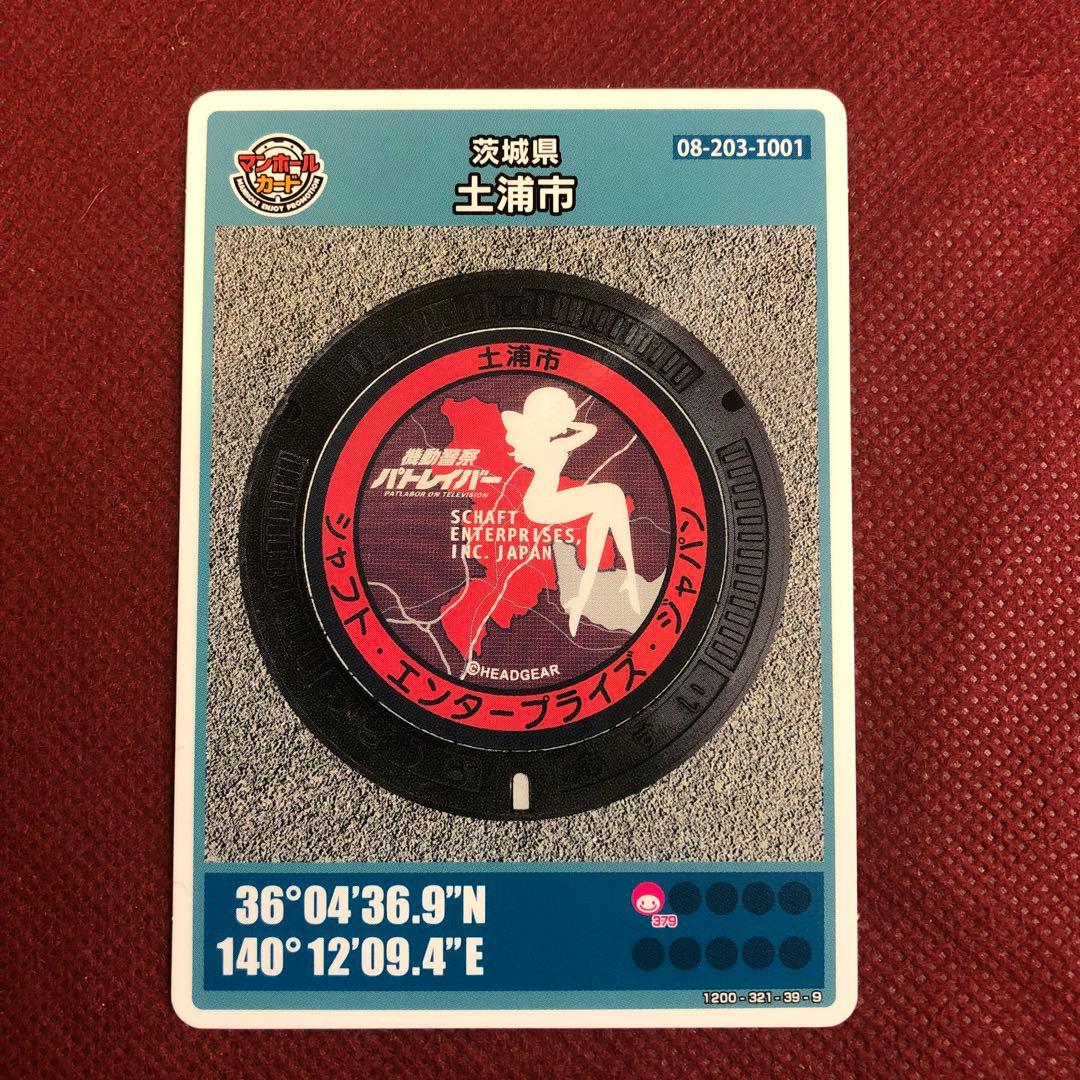 マンホール
カード
MANHOLE ENJOY PROMOTION
茨城県
土浦市
08-203-I001
土浦市
機動警察
パトレイバー
PATLABOR ON TELEVISION
SCHAFT
ENTERPRISES,
INC. JAPAN
©HEADGEAR
シャフト・エンタープライズ・ジャパン
36°04’36.9”N
140°12’09.4”E
379
1200-321-39-9